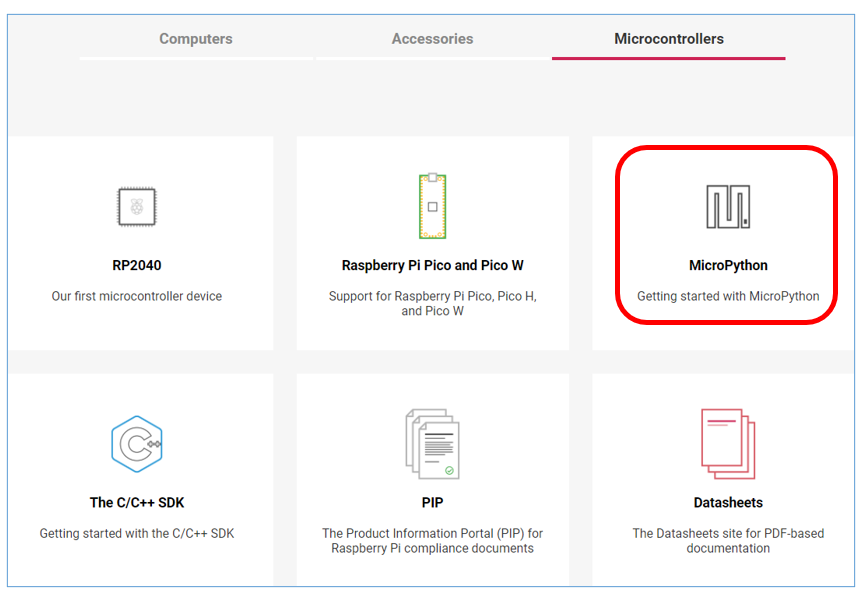 Computers
Accessories
Microcontrollers
RP2040
Our first microcontroller device
Raspberry Pi Pico and Pico W
Support for Raspberry Pi Pico, Pico H,
and Pico W
MicroPython
Getting started with MicroPython
The C/C++ SDK
Getting started with the C/C++ SDK
PIP
The Product Information Portal (PIP) for
Raspberry Pi compliance documents
Datasheets
The Datasheets site for PDF-based
documentation